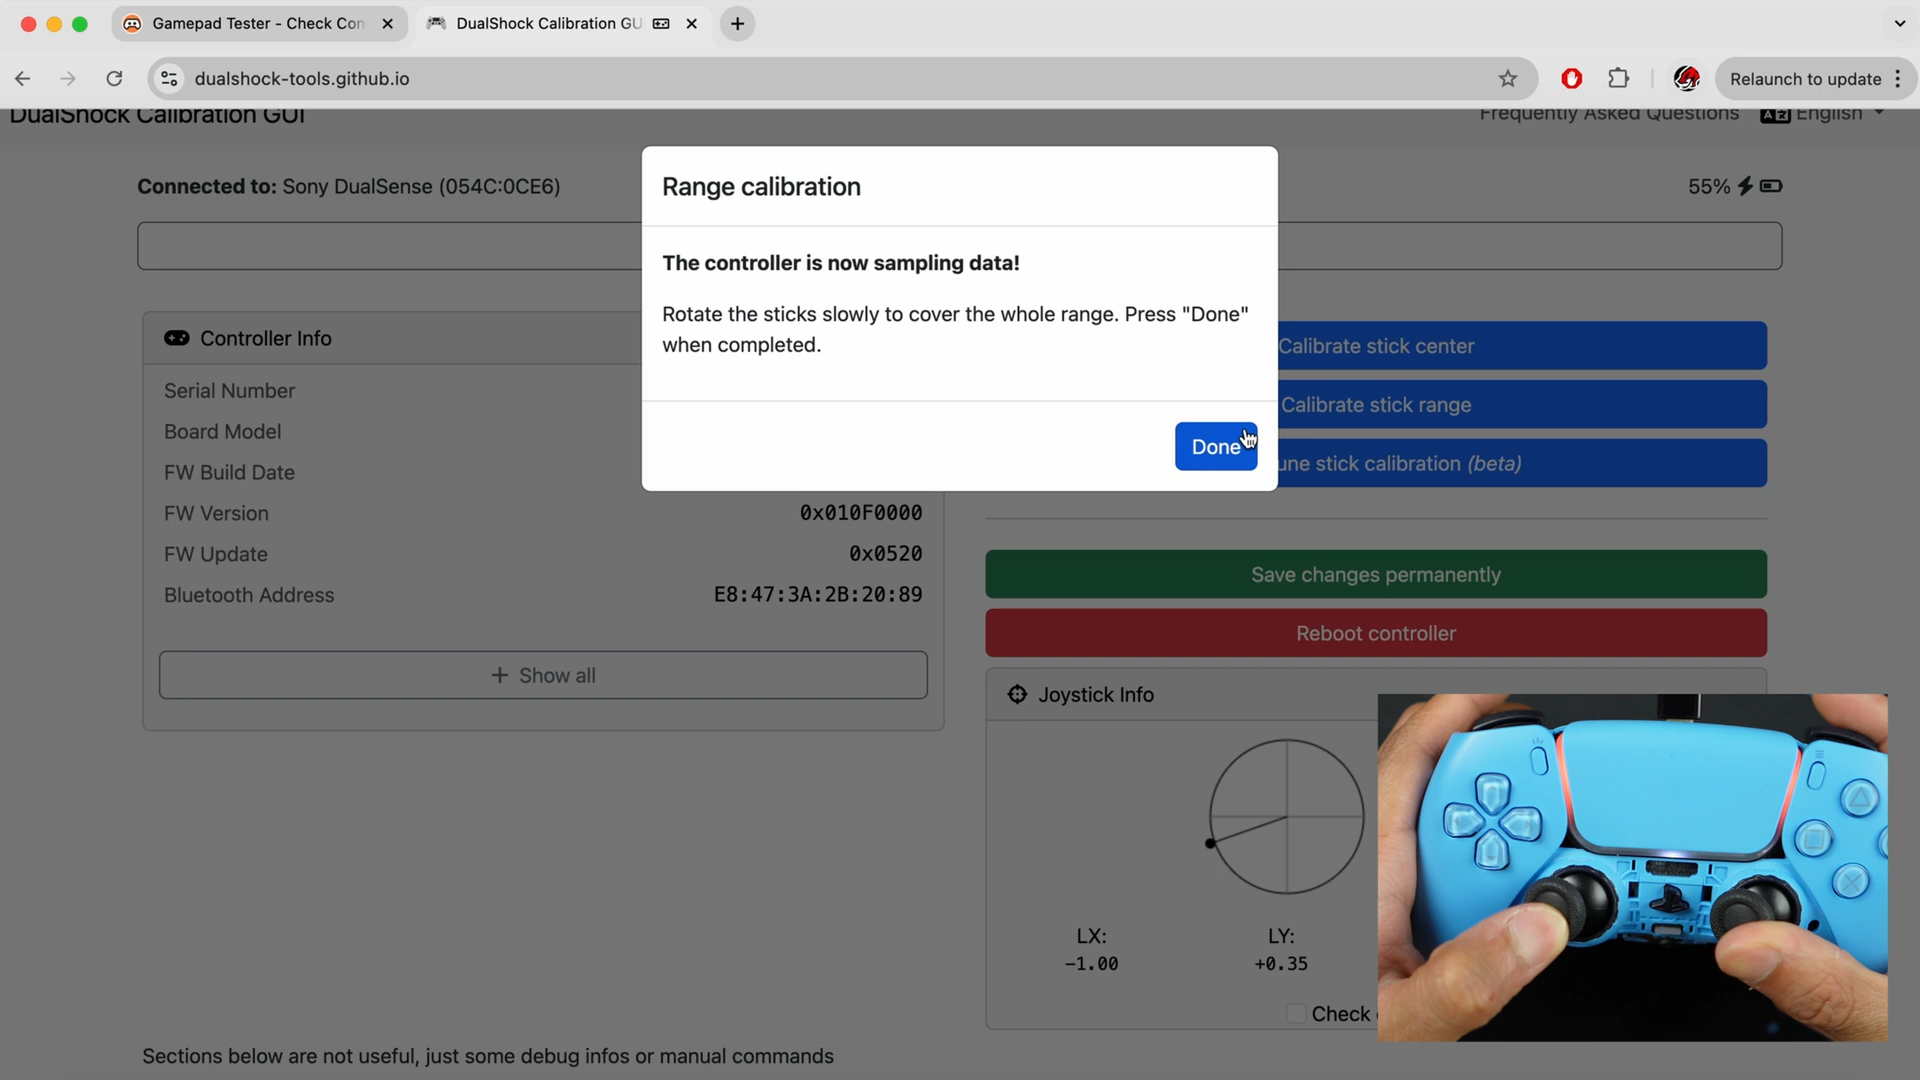 Gamepad Tester - Check Con
DualShock Calibration GU
dualshock-tools.github.io
Relaunch to update
DualShock Calibration GUI
Frequently Asked Questions
English
Connected to: Sony DualSense (054C:0CE6)
55%
Range calibration
The controller is now sampling data!
Rotate the sticks slowly to cover the whole range. Press "Done"
when completed.
Done
Controller Info
Serial Number
Board Model
FW Build Date
FW Version 0x010F0000
FW Update 0x0520
Bluetooth Address E8:47:3A:2B:20:89
+ Show all
Calibrate stick center
Calibrate stick range
une stick calibration (beta)
Save changes permanently
Reboot controller
Joystick Info
LX: LY:
-1.00 +0.35
Check
Sections below are not useful, just some debug infos or manual commands